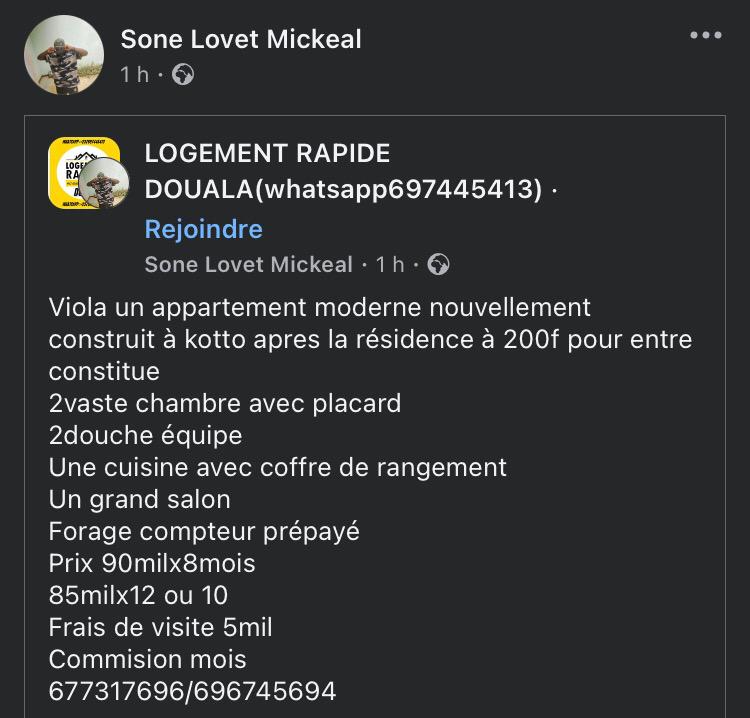 Sone Lovet Mickeal
1 h ·
LOGEMENT RAPIDE
DOUALA(whatsapp697445413) ·
Rejoindre
Sone Lovet Mickeal · 1 h ·
Viola un appartement moderne nouvellement
construit à kotto apres la résidence à 200f pour entre
constitue
2vaste chambre avec placard
2douche équipe
Une cuisine avec coffre de rangement
Un grand salon
Forage compteur prépayé
Prix 90milx8mois
85milx12 ou 10
Frais de visite 5mil
Commision mois
677317696/696745694